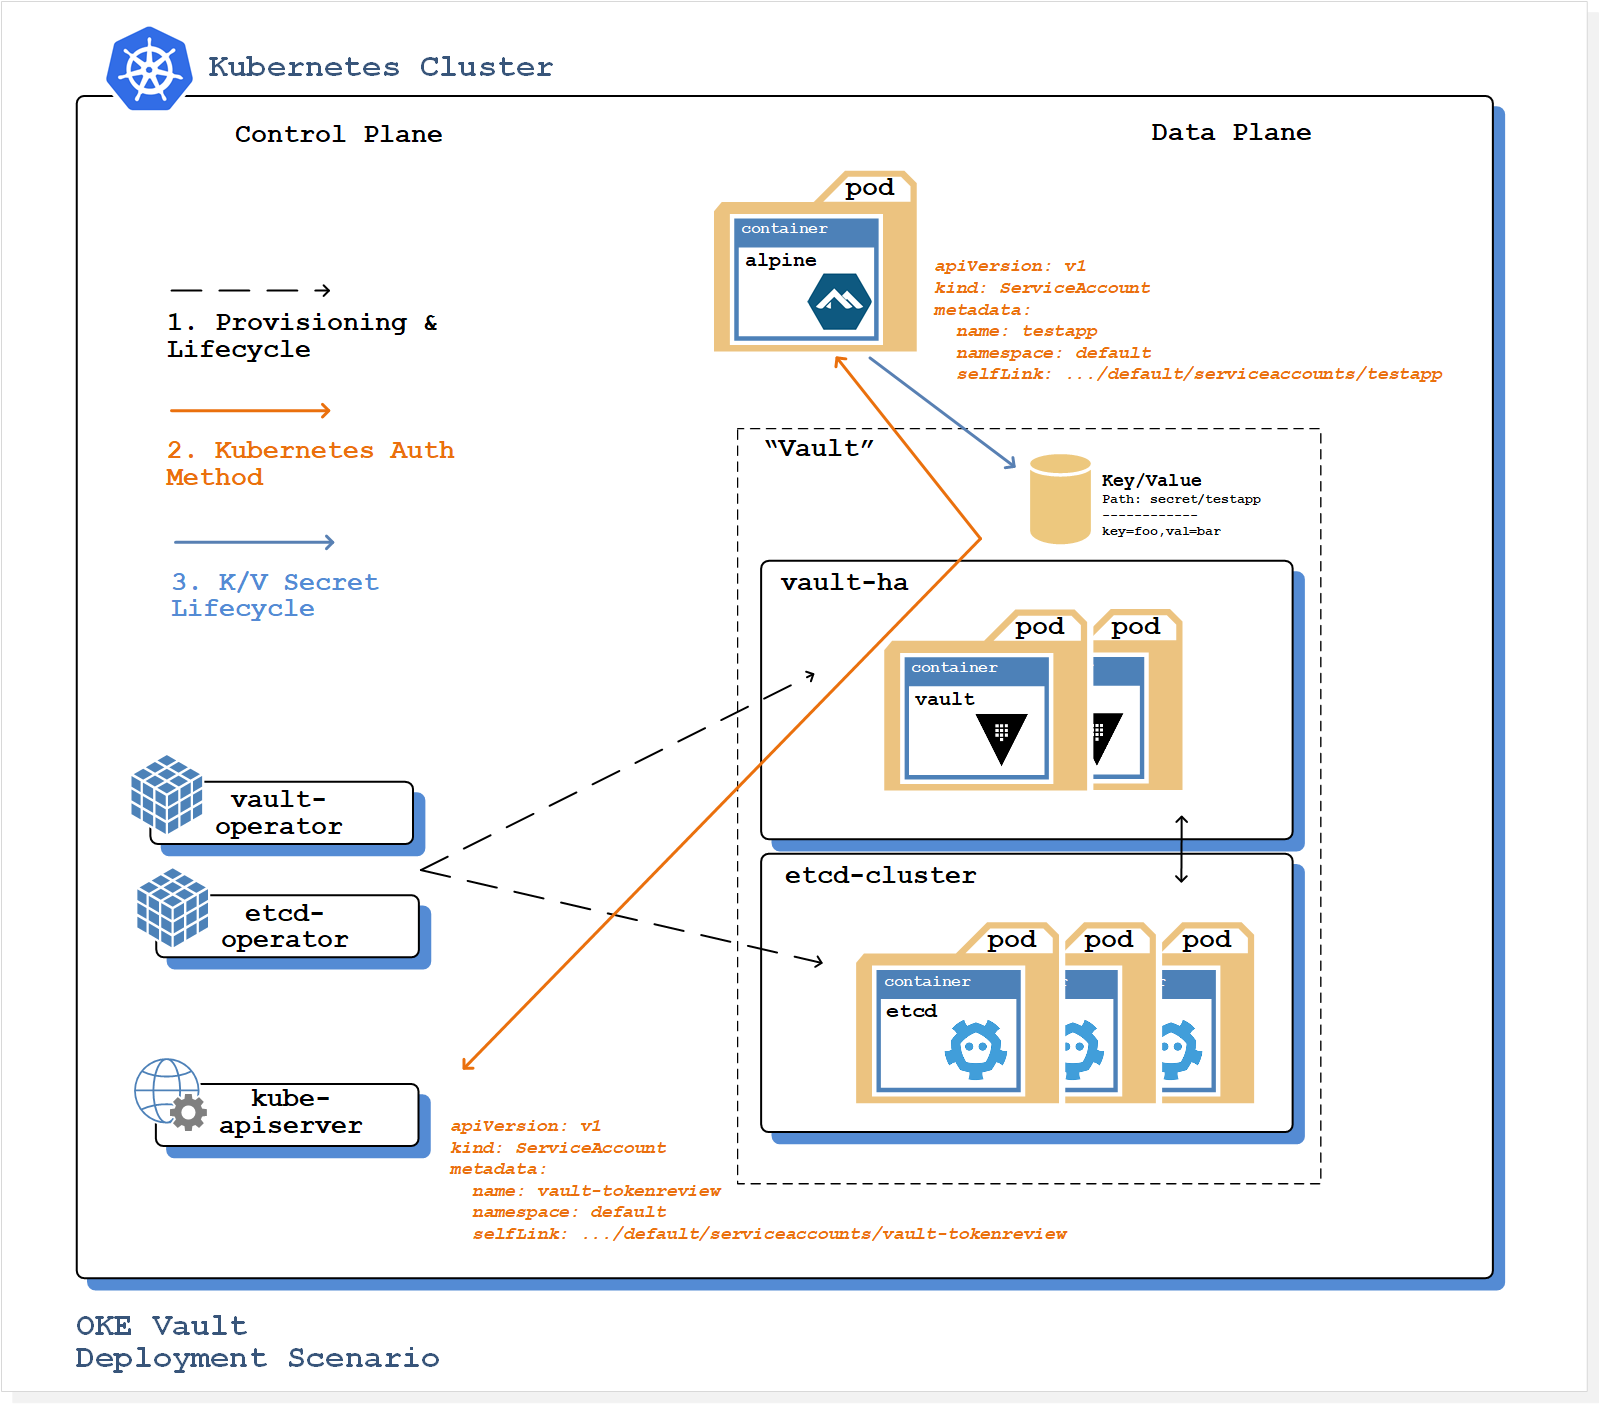 Kubernetes Cluster
Control Plane
Data Plane
pod
container
alpine
apiVersion: v1
kind: ServiceAccount
metadata:
name: testapp
namespace: default
selfLink: .../default/serviceaccounts/testapp
1. Provisioning &
Lifecycle
2. Kubernetes Auth
Method
3. K/V Secret
Lifecycle
“Vault”
Key/Value
Path: secret/testapp
------------
key=foo,val=bar
vault-ha
pod
pod
container
vault
vault-
operator
etcd-
operator
etcd-cluster
pod
pod
pod
container
etcd
kube-
apiserver
apiVersion: v1
kind: ServiceAccount
metadata:
name: vault-tokenreview
namespace: default
selfLink: .../default/serviceaccounts/vault-tokenreview
OKE Vault
Deployment Scenario